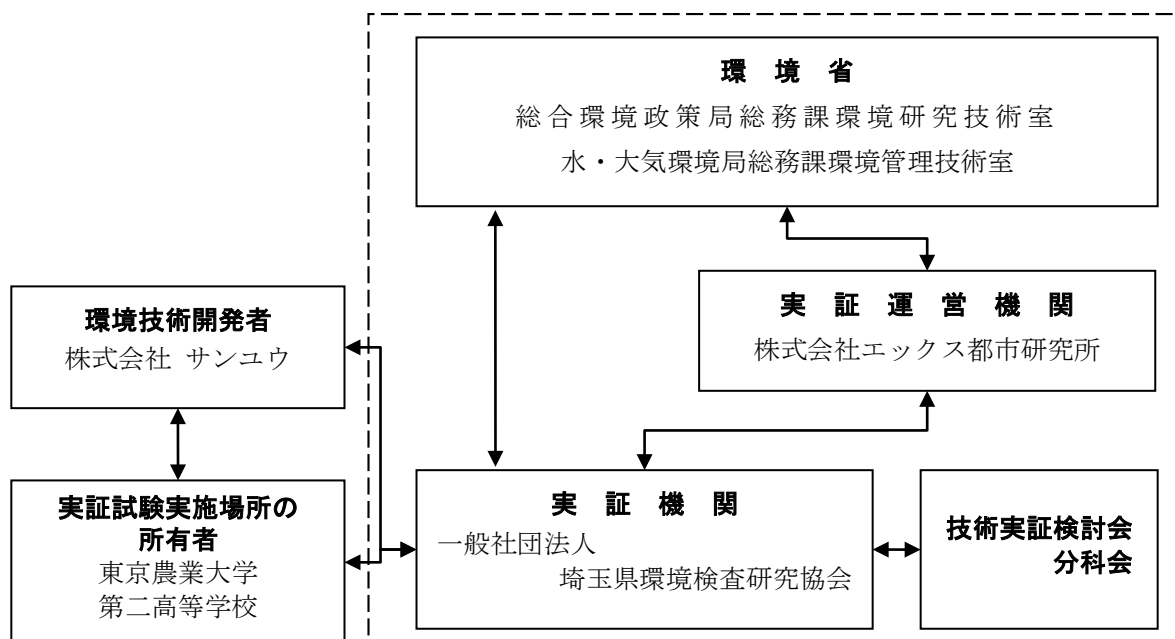 環 境 省
総合環境政策局総務課環境研究技術室
水・大気環境局総務課環境管理技術室
実 証 運 営 機 関
株式会社エックス都市研究所
環境技術開発者
株式会社 サンユウ
実証試験実施場所の
所有者
東京農業大学
第二高等学校
実 証 機 関
一般社団法人
埼玉県環境検査研究協会
技術実証検討会
分科会